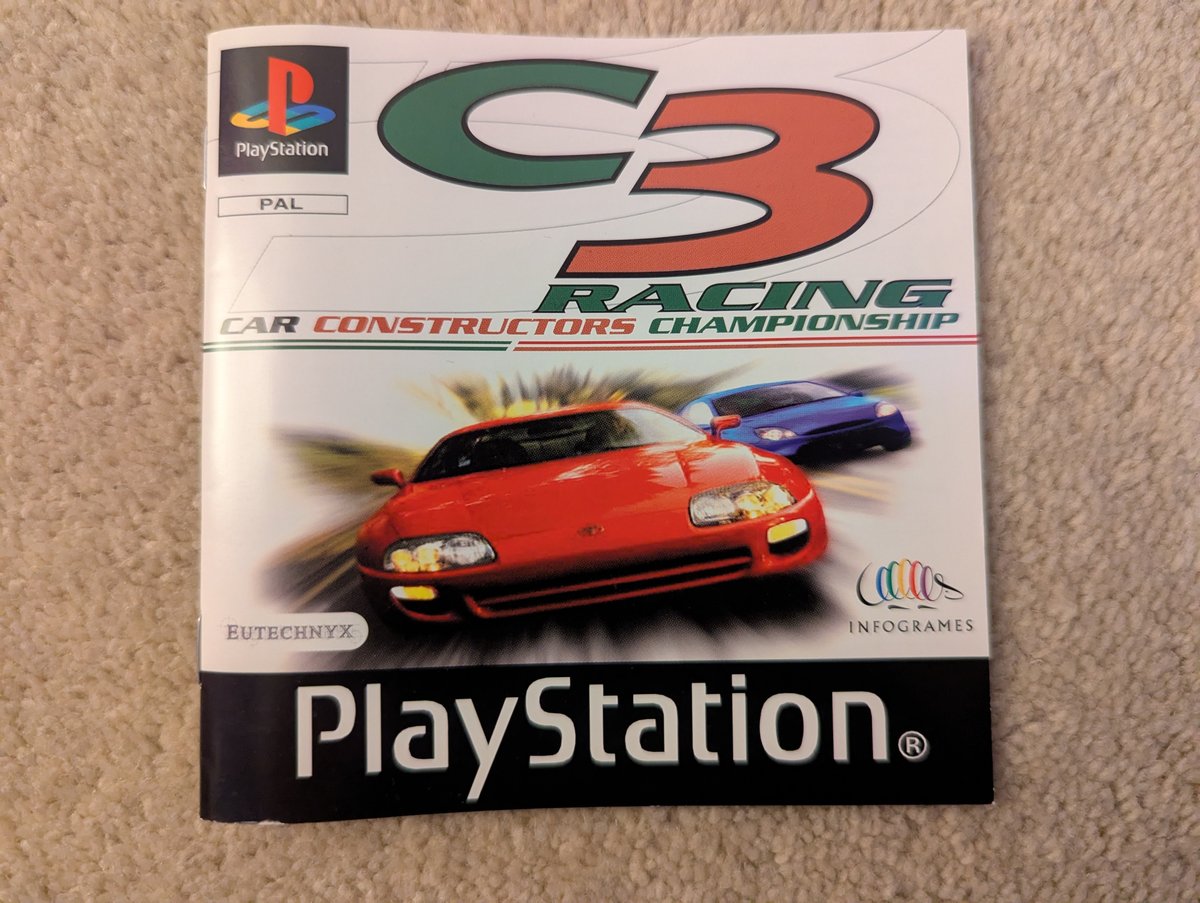 PlayStation
PAL
C3
RACING
CAR CONSTRUCTORS CHAMPIONSHIP
EUTECHNYX
INFOGRAMES
PlayStation®